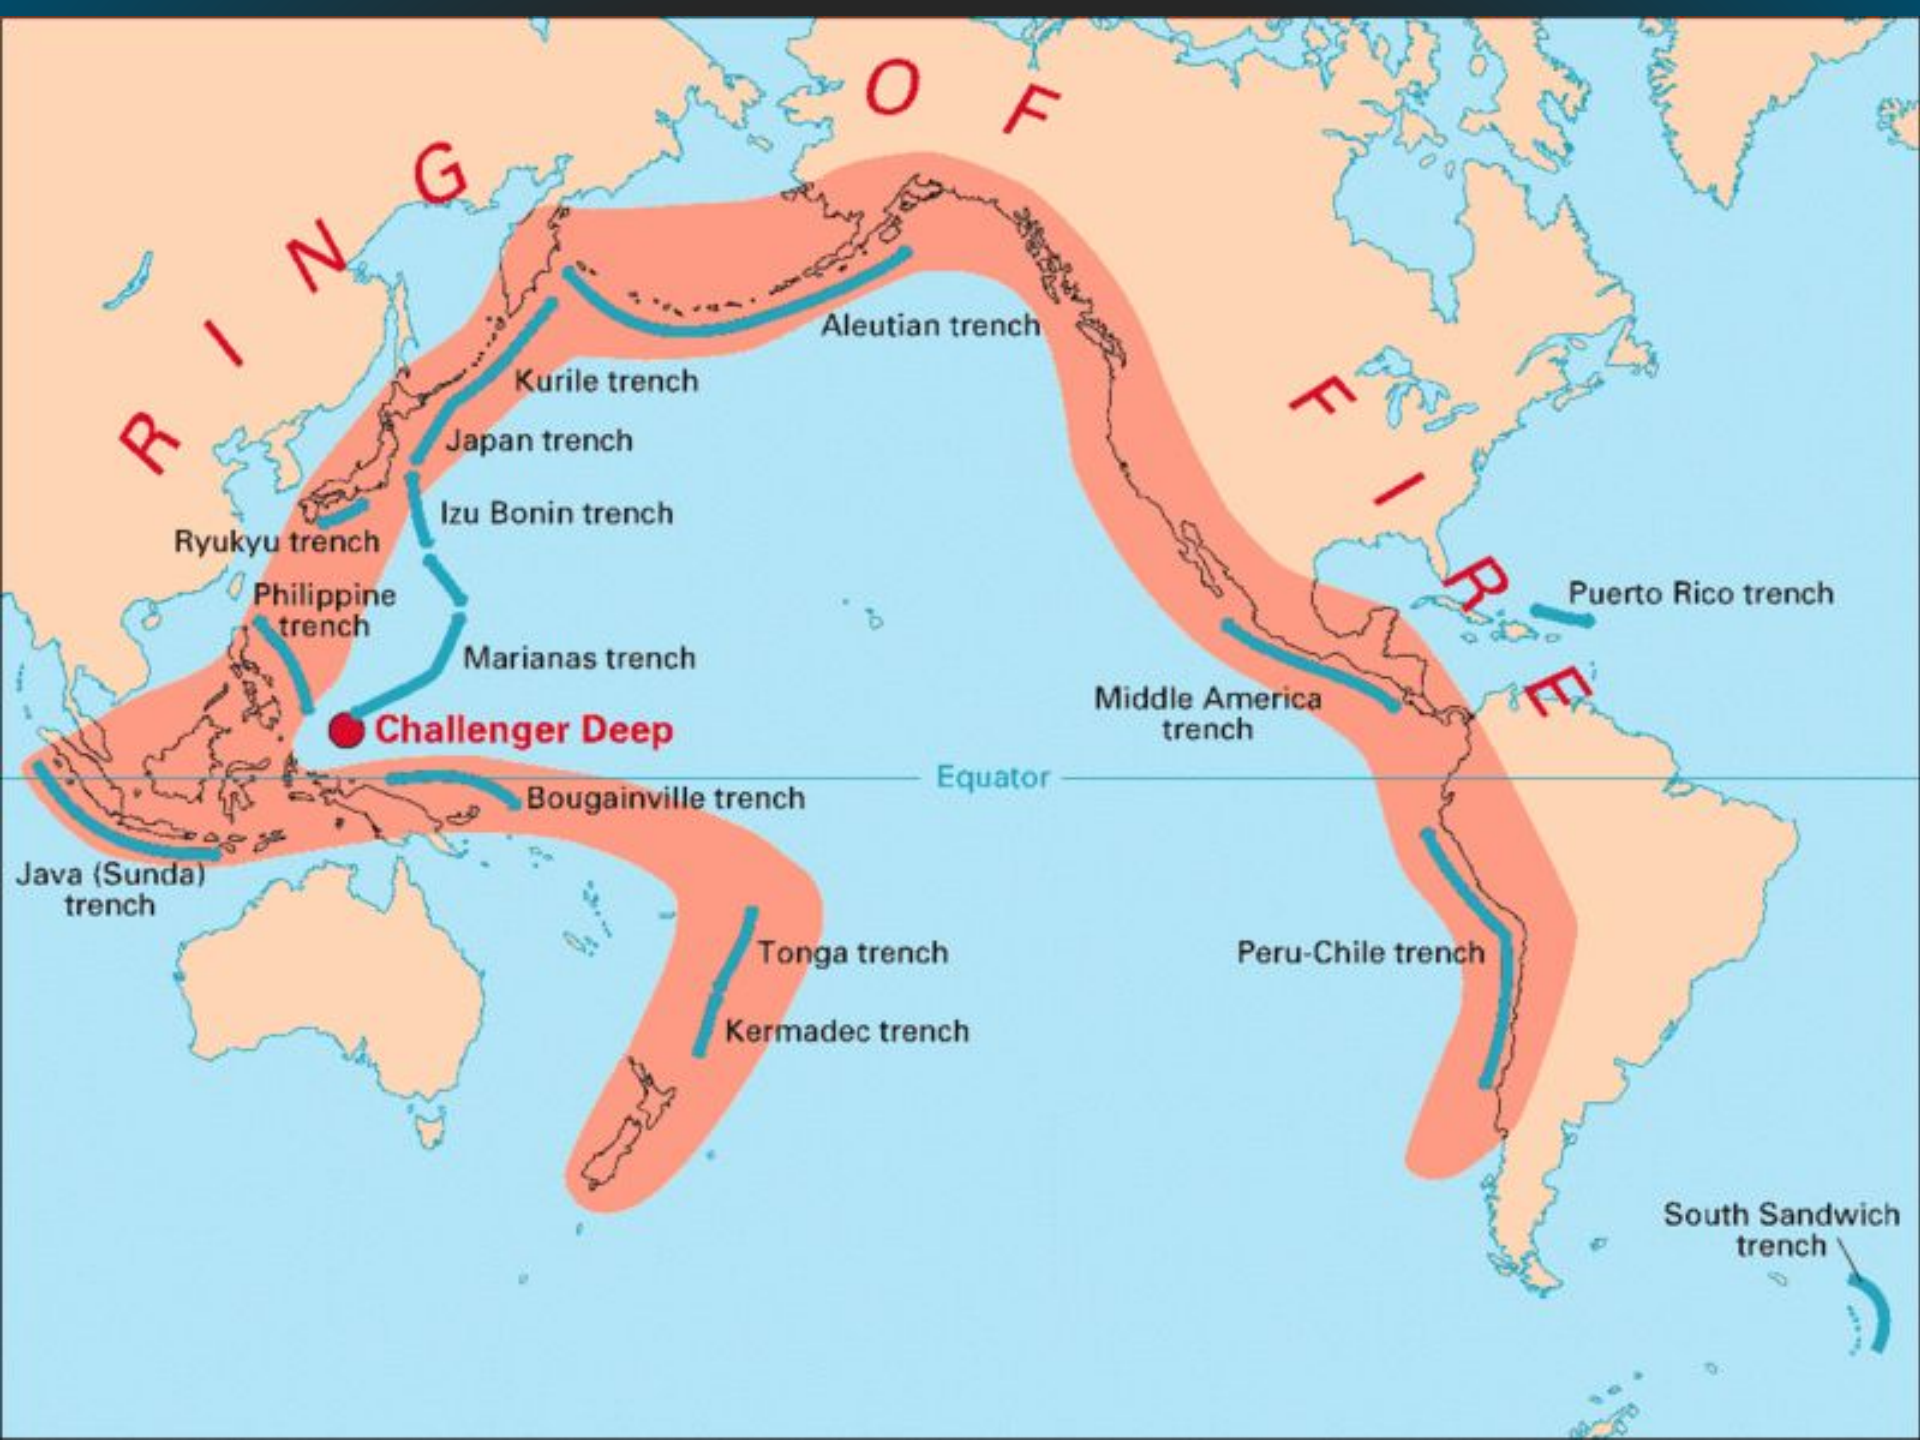 RING OF FIRE
Aleutian trench
Kurile trench
Japan trench
Izu Bonin trench
Ryukyu trench
Philippine
trench
Marianas trench
Challenger Deep
Puerto Rico trench
Middle America
trench
Equator
Bougainville trench
Java (Sunda)
trench
Tonga trench
Kermadec trench
Peru-Chile trench
South Sandwich
trench